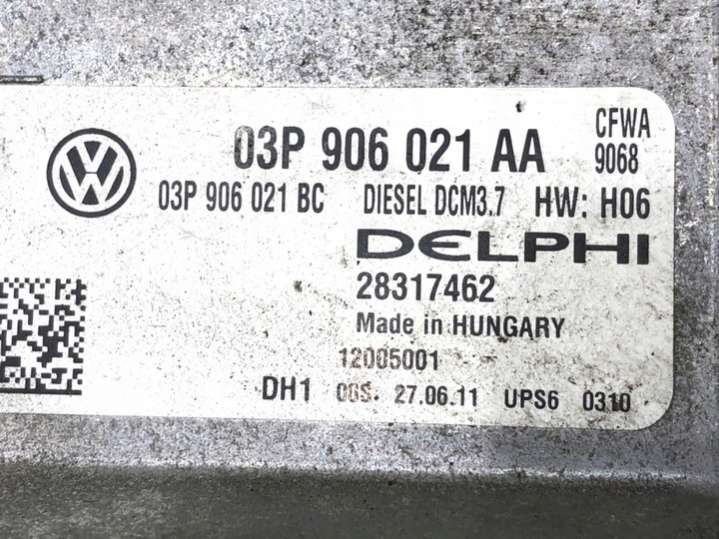 03P 906 021 AA CFWA
9068
03P 906 021 BC DIESEL DCM3.7 HW: H06
DELPHI
28317462
Made in HUNGARY
12005001
DH1 00S. 27.06.11 UPS6 0310